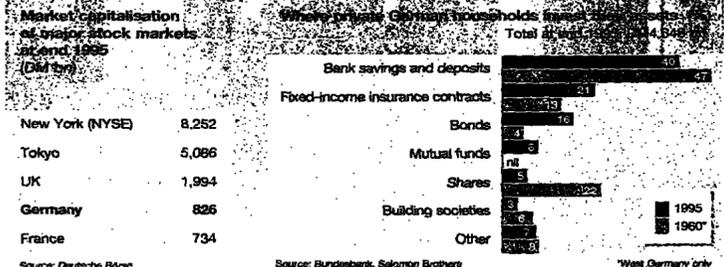 Market capitalisation
of major stock markets
at end 1995
(DM bn)
New York (NYSE) 8,252
Tokyo 5,086
UK 1,994
Germany 826
France 734
Source: Deutsche Börse
Where private German households invest their assets (%)
Total at end
Bank savings and deposits 40
47
Fixed-income insurance contracts 21
13
Bonds 16
4
Mutual funds 6
nil
Shares 5
22
Building societies 3
6
Other 7
8
1995
1960*
Source: Bundesbank, Salomon Brothers
*West Germany only